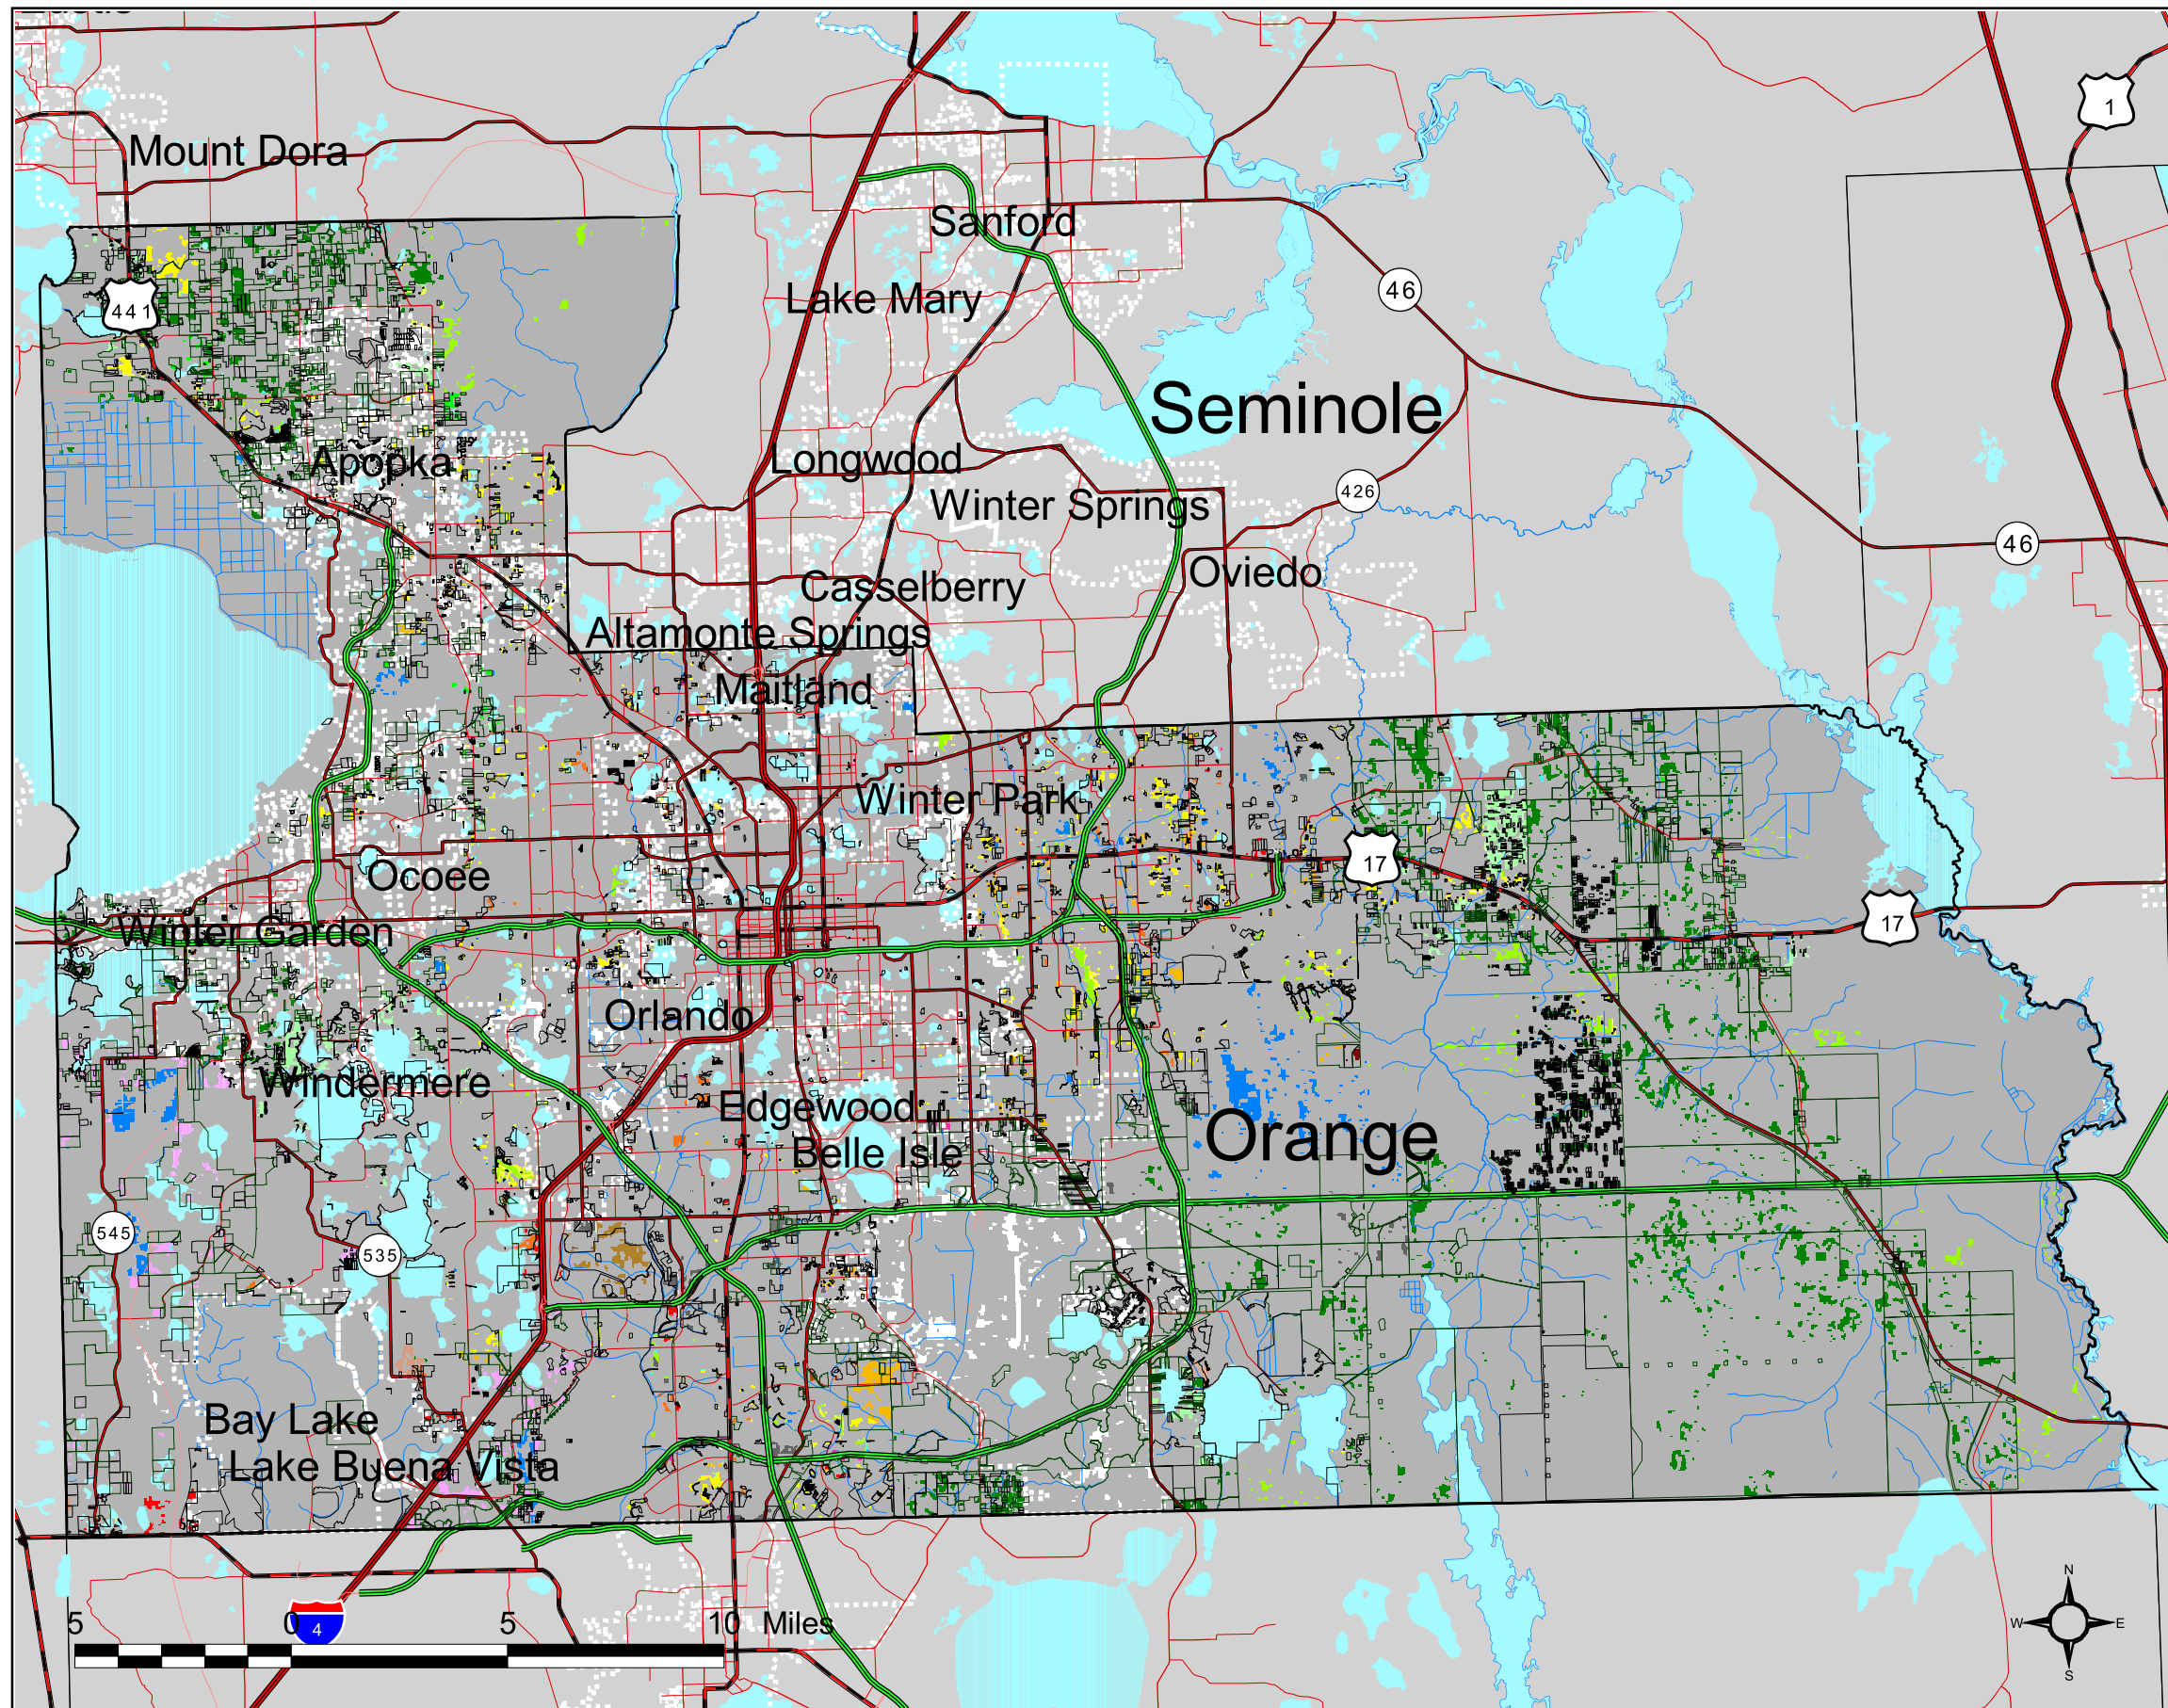 1
Mount Dora
Sanford
46
Lake Mary
441
Seminole
Longwood
Apopka
426
Winter Springs
46
Oviedo
Casselberry
Altamonte Springs
Maitland
Winter Park
17
Ocoee
17
Winter Garden
Orlando
Windermere
Edgewood
Orange
Belle Isle
545
535
Bay Lake
Lake Buena Vista
N
W E
S
5 0 5 10 Miles
4